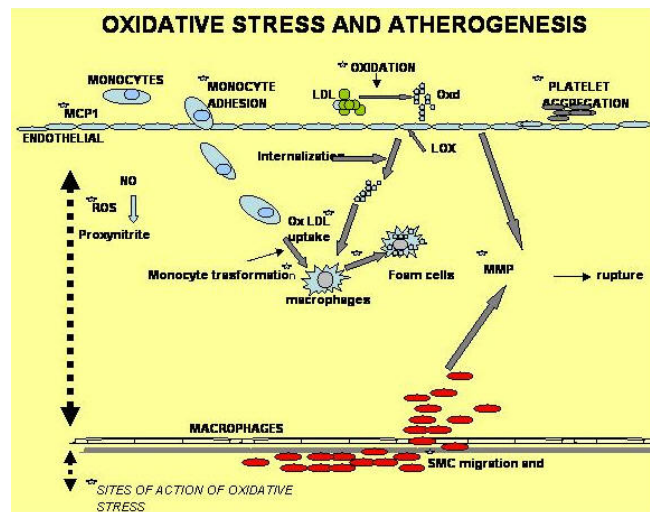 OXIDATIVE STRESS AND ATHEROGENESIS
OXIDATION
MONOCYTES
MONOCYTE
ADHESION
LDL
Oxd
PLATELET
AGGREGATION
MCP1
ENDOTHELIAL
LOX
Internalization
NO
ROS
Proxynitrite
Ox LDL
uptake
Monocyte trasformation
macrophages
Foam cells
MMP
rupture
MACROPHAGES
SMC migration and
SITES OF ACTION OF OXIDATIVE
STRESS